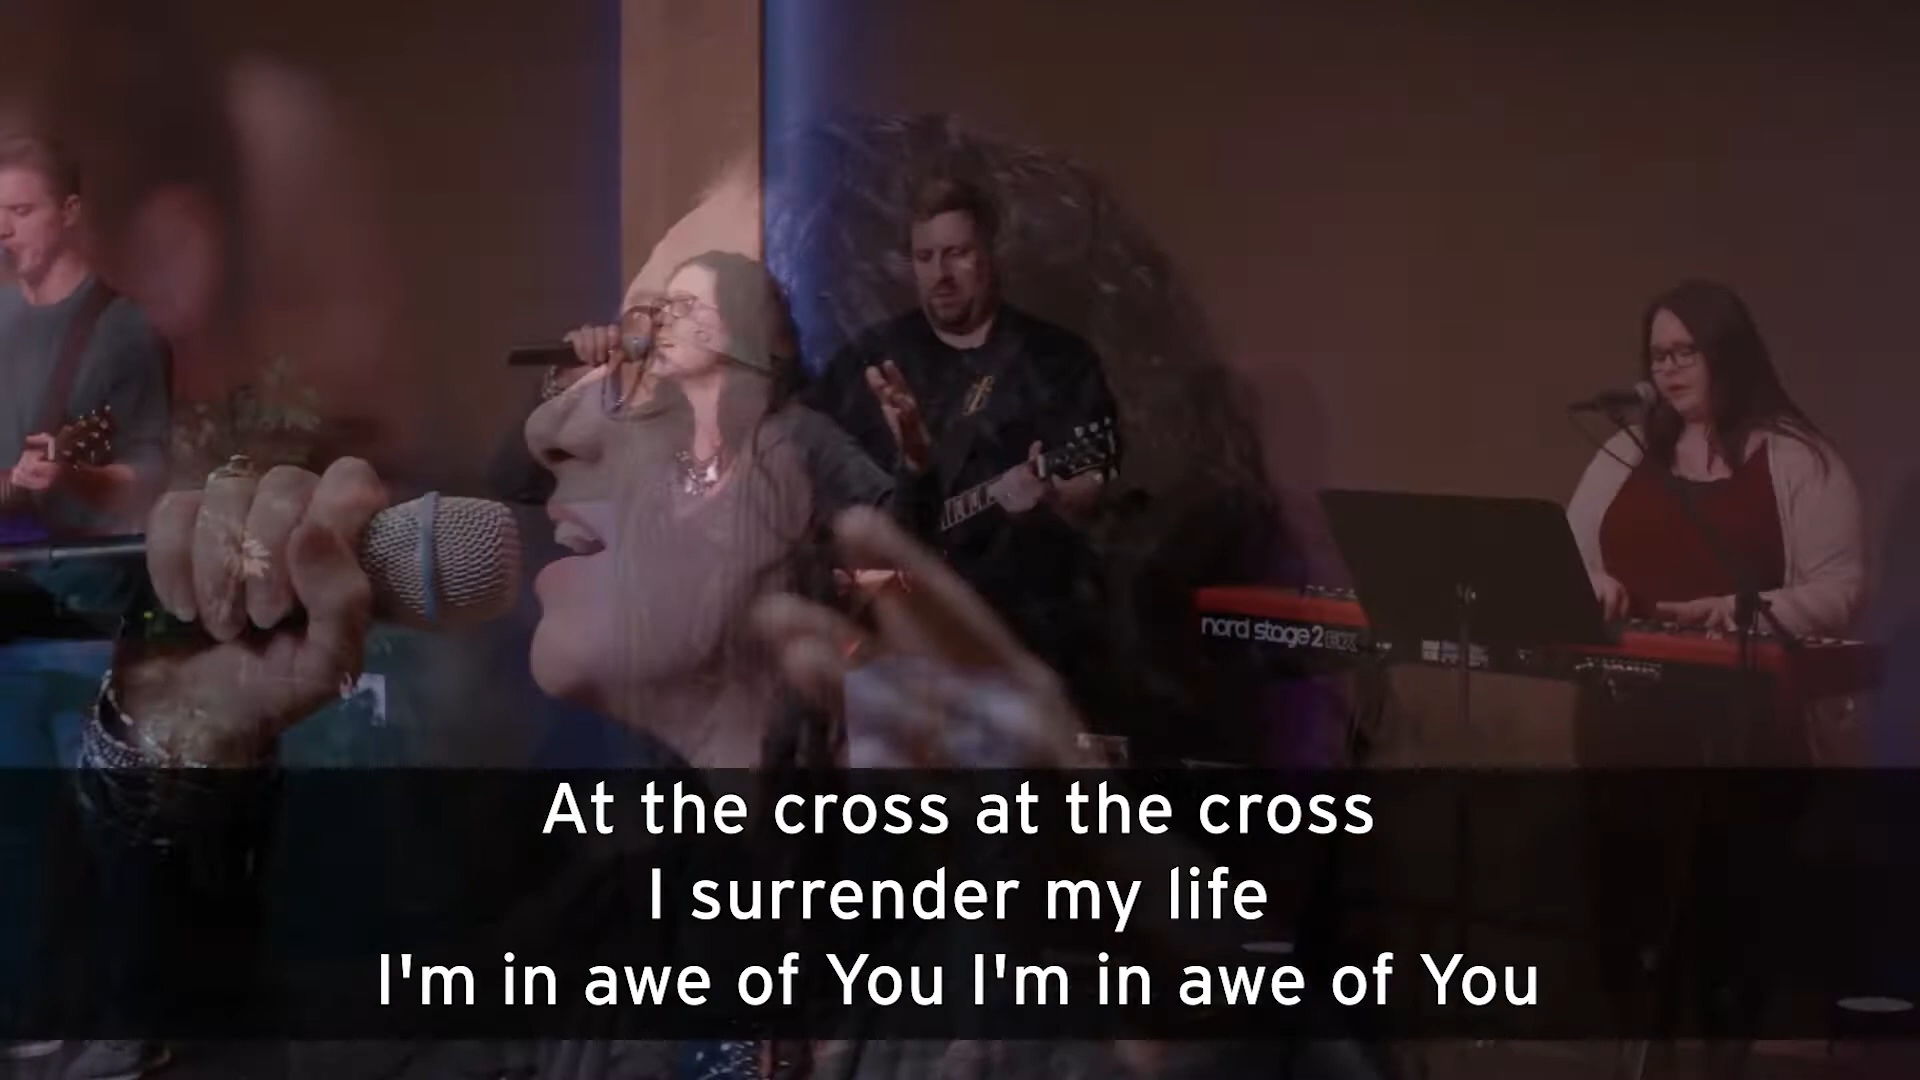 nord stage 2 EX
At the cross at the cross
I surrender my life
I'm in awe of You I'm in awe of You